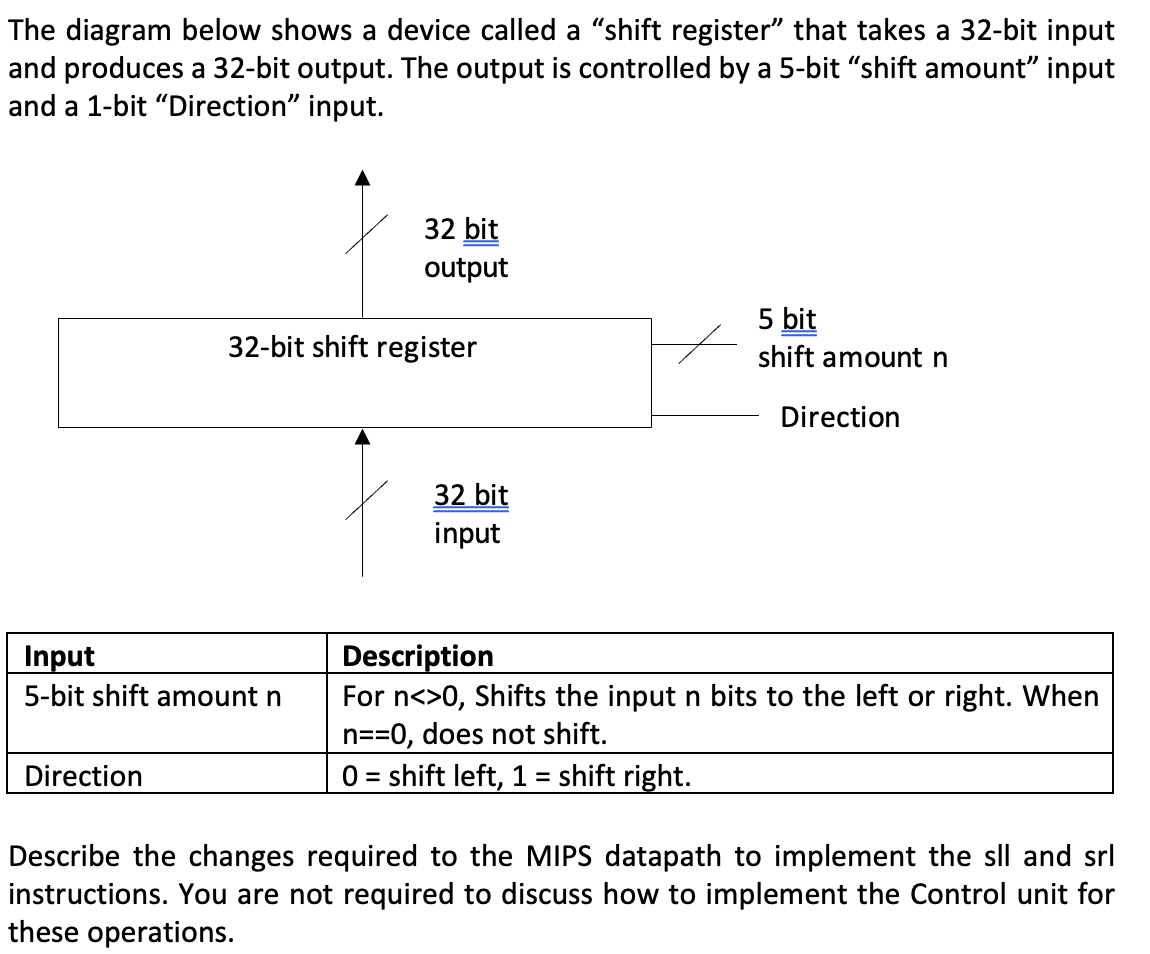 The diagram below shows a device called a “shift register” that takes a 32-bit input
and produces a 32-bit output. The output is controlled by a 5-bit “shift amount” input
and a 1-bit “Direction” input.
32 bit
output
32-bit shift register
5 bit
shift amount n
Direction
32 bit
input
Input Description
5-bit shift amount n For n<>0, Shifts the input n bits to the left or right. When
n==0, does not shift.
Direction 0 = shift left, 1 = shift right.
Describe the changes required to the MIPS datapath to implement the sll and srl
instructions. You are not required to discuss how to implement the Control unit for
these operations.